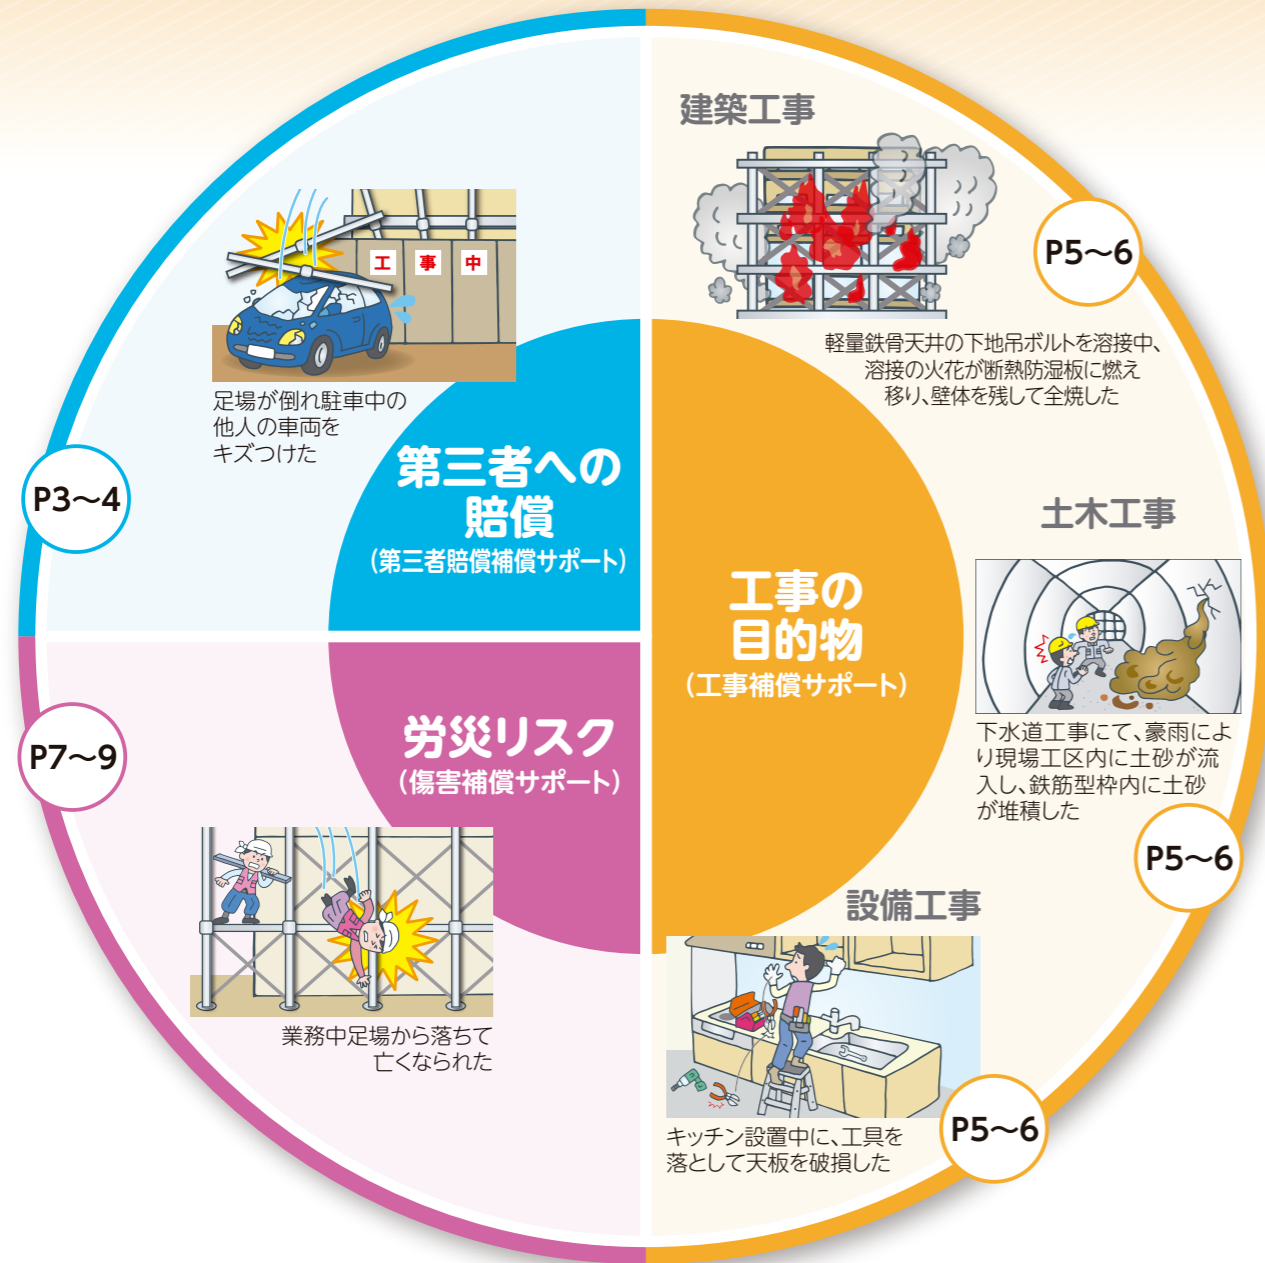 工 事 中
足場が倒れ駐車中の
他人の車両を
キズつけた
P3～4
第三者への
賠償
(第三者賠償補償サポート)
建築工事
P5～6
軽量鉄骨天井の下地吊ボルトを溶接中、
溶接の火花が断熱防湿板に燃え
移り、壁体を残して全焼した
工事の
目的物
(工事補償サポート)
土木工事
下水道工事にて、豪雨によ
り現場工区内に土砂が流
入し、鉄筋型枠内に土砂
が堆積した
P5～6
設備工事
キッチン設置中に、工具を
落として天板を破損した
P5～6
労災リスク
(傷害補償サポート)
P7～9
業務中足場から落ちて
亡くなられた